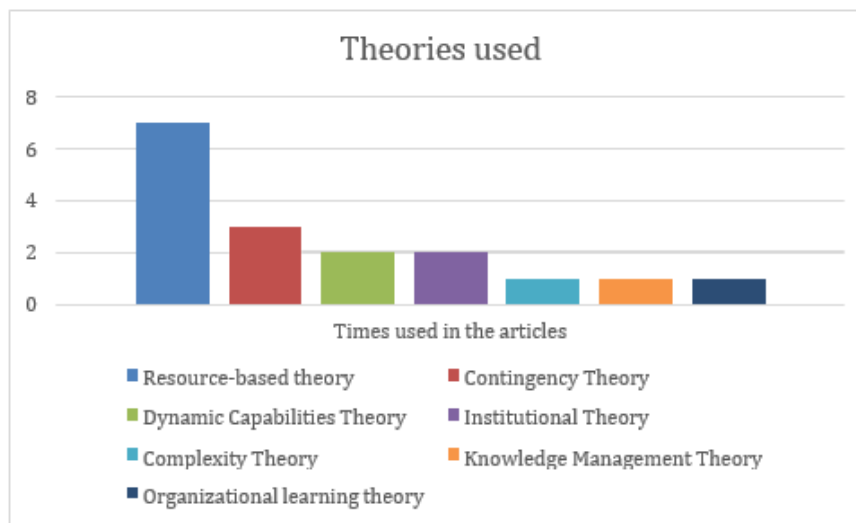 Theories used
8
6
4
2
0
Times used in the articles
Resource-based theory
Contingency Theory
Dynamic Capabilities Theory
Institutional Theory
Complexity Theory
Knowledge Management Theory
Organizational learning theory